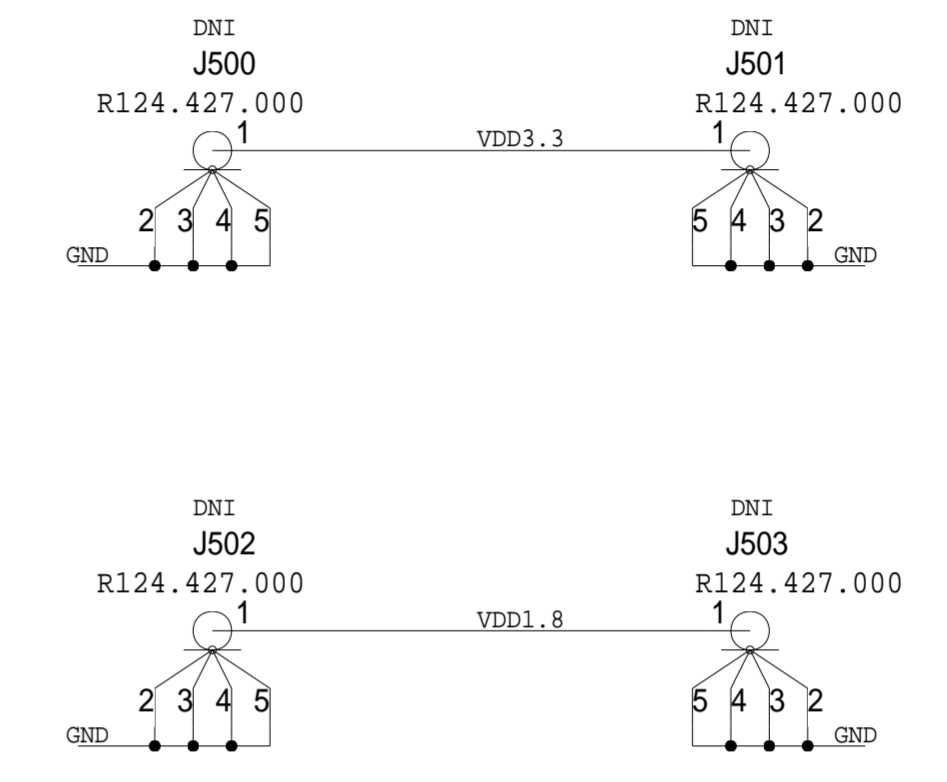 DNI DNI
J500 J501
R124.427.000 R124.427.000
1 VDD3.3 1
2 3 4 5 5 4 3 2
GND GND
DNI DNI
J502 J503
R124.427.000 R124.427.000
1 VDD1.8 1
2 3 4 5 5 4 3 2
GND GND